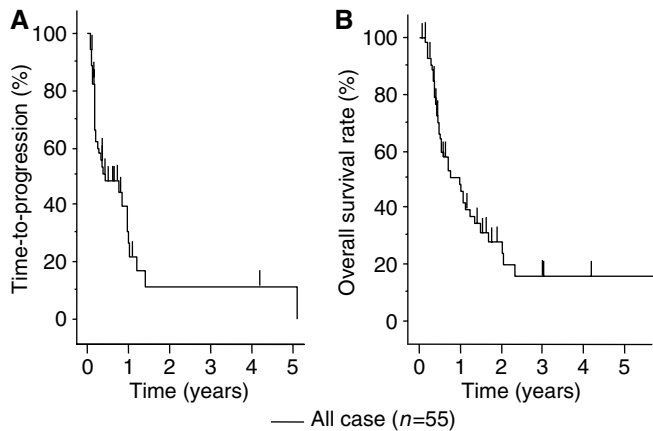 A
Time-to-progression (%)
100
80
60
40
20
0
0 1 2 3 4 5
Time (years)
B
Overall survival rate (%)
100
80
60
40
20
0
0 1 2 3 4 5
Time (years)
All case (n=55)